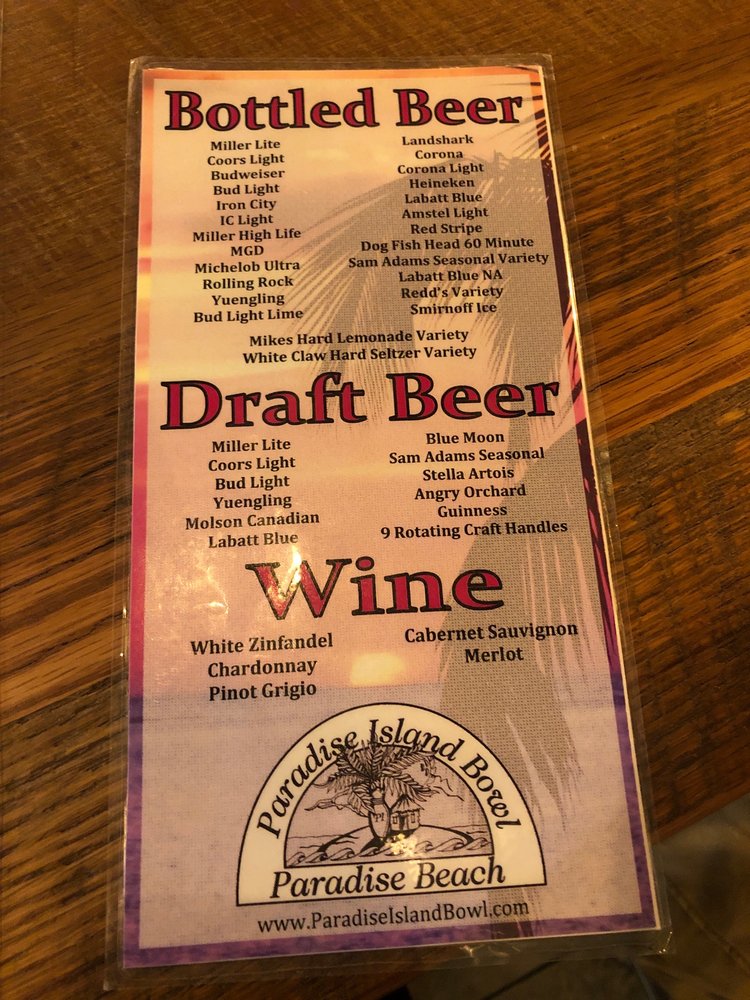 Bottled Beer
Miller Lite
Coors Light
Budweiser
Bud Light
Iron City
IC Light
Miller High Life
MGD
Michelob Ultra
Rolling Rock
Yuengling
Bud Light Lime
Landshark
Corona
Corona Light
Heineken
Labatt Blue
Amstel Light
Red Stripe
Dog Fish Head 60 Minute
Sam Adams Seasonal Variety
Labatt Blue NA
Redd's Variety
Smirnoff Ice
Mikes Hard Lemonade Variety
White Claw Hard Seltzer Variety
Draft Beer
Miller Lite
Coors Light
Bud Light
Yuengling
Molson Canadian
Labatt Blue
Blue Moon
Sam Adams Seasonal
Stella Artois
Angry Orchard
Guinness
9 Rotating Craft Handles
Wine
White Zinfandel
Chardonnay
Pinot Grigio
Cabernet Sauvignon
Merlot
Paradise Island Bowl
PI
Paradise Beach
www.ParadiseIslandBowl.com